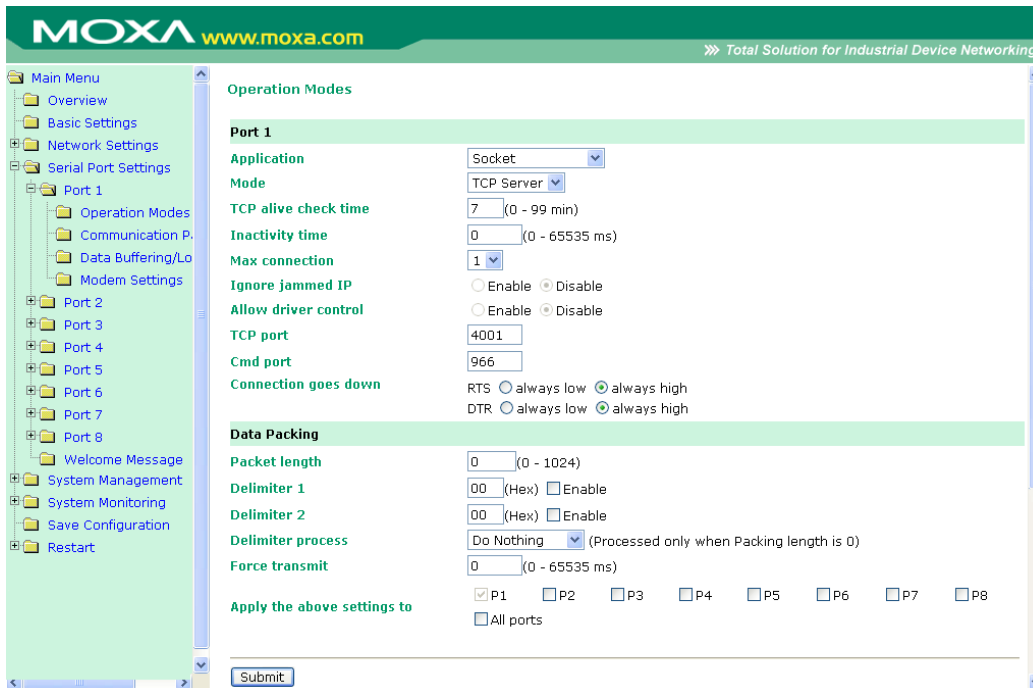 MOXA www.moxa.com
Total Solution for Industrial Device Networking
Main Menu
Overview
Basic Settings
Network Settings
Serial Port Settings
Port 1
Operation Modes
Communication Pa
Data Buffering/Lo
Modem Settings
Port 2
Port 3
Port 4
Port 5
Port 6
Port 7
Port 8
Welcome Message
System Management
System Monitoring
Save Configuration
Restart
Operation Modes
Port 1
Application Socket
Mode TCP Server
TCP alive check time 7 (0 - 99 min)
Inactivity time 0 (0 - 65535 ms)
Max connection 1
Ignore jammed IP Enable Disable
Allow driver control Enable Disable
TCP port 4001
Cmd port 966
Connection goes down RTS always low always high
DTR always low always high
Data Packing
Packet length 0 (0 - 1024)
Delimiter 1 00 (Hex) Enable
Delimiter 2 00 (Hex) Enable
Delimiter process Do Nothing (Processed only when Packing length is 0)
Force transmit 0 (0 - 65535 ms)
Apply the above settings to P1 P2 P3 P4 P5 P6 P7 P8
All ports
Submit